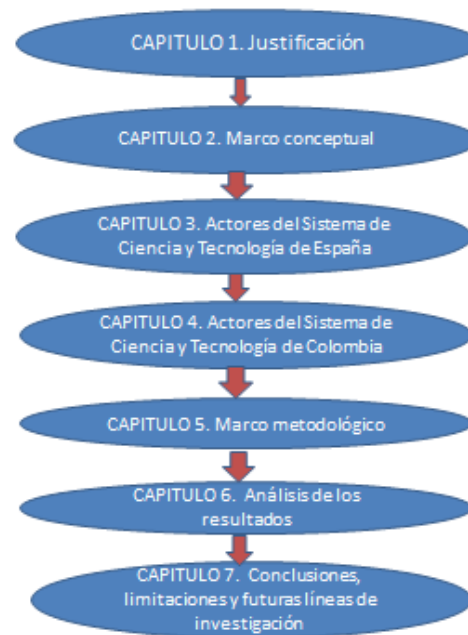 CAPITULO 1. Justificación
CAPITULO 2. Marco conceptual
CAPITULO 3. Actores del Sistema de
Ciencia y Tecnología de España
CAPITULO 4. Actores del Sistema de
Ciencia y Tecnología de Colombia
CAPITULO 5. Marco metodológico
CAPITULO 6. Análisis de los
resultados
CAPITULO 7. Conclusiones,
limitaciones y futuras líneas de
investigación